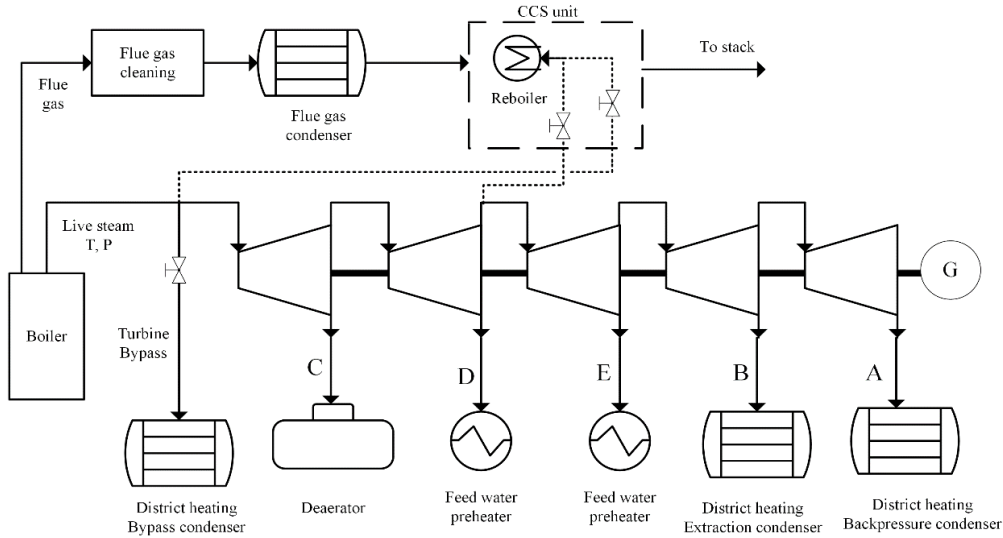 CCS unit
Flue gas
cleaning
To stack
Flue
gas
Reboiler
Flue gas
condenser
Live steam
T, P
G
Boiler
Turbine
Bypass
C
D
E
B
A
District heating
Bypass condenser
Deaerator
Feed water
preheater
Feed water
preheater
District heating
Extraction condenser
District heating
Backpressure condenser